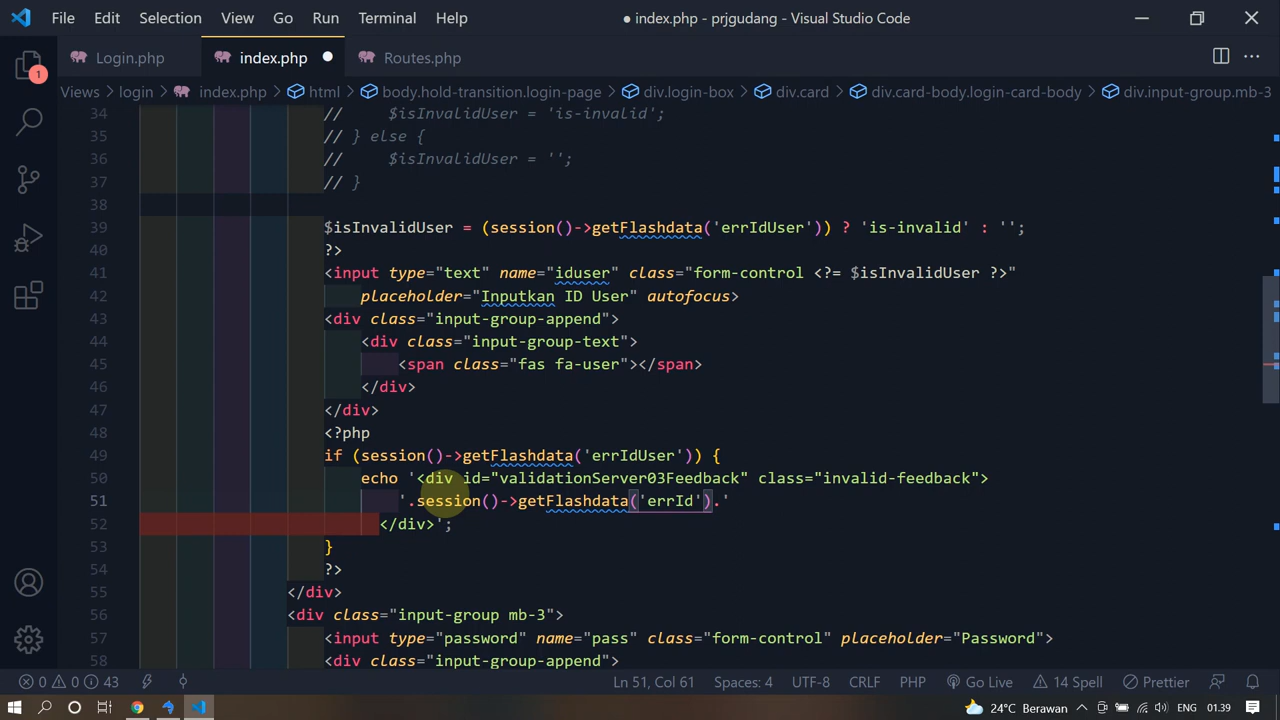 File Edit Selection View Go Run Terminal Help ● index.php - prjgudang - Visual Studio Code
Login.php index.php Routes.php
1
Views login index.php html body.hold-transition.login-page div.login-box div.card div.card-body.login-card-body div.input-group.mb-3
34 // $isInvalidUser = 'is-invalid';
35 // } else {
36 // $isInvalidUser = '';
37 // }
38
39 $isInvalidUser = (session()->getFlashdata('errIdUser')) ? 'is-invalid' : '';
40 ?>
41 <input type="text" name="iduser" class="form-control <?= $isInvalidUser ?>"
42 placeholder="Inputkan ID User" autofocus>
43 <div class="input-group-append">
44 <div class="input-group-text">
45 <span class="fas fa-user"></span>
46 </div>
47 </div>
48 <?php
49 if (session()->getFlashdata('errIdUser')) {
50 echo '<div id="validationServer03Feedback" class="invalid-feedback">
51 '.session()->getFlashdata('errId').'
52 </div>';
53 }
54 ?>
55 </div>
56 <div class="input-group mb-3">
57 <input type="password" name="pass" class="form-control" placeholder="Password">
58 <div class="input-group-append">
0 0 43 Ln 51, Col 61 Spaces: 4 UTF-8 CRLF PHP Go Live 14 Spell Prettier
24°C Berawan ENG 01.39